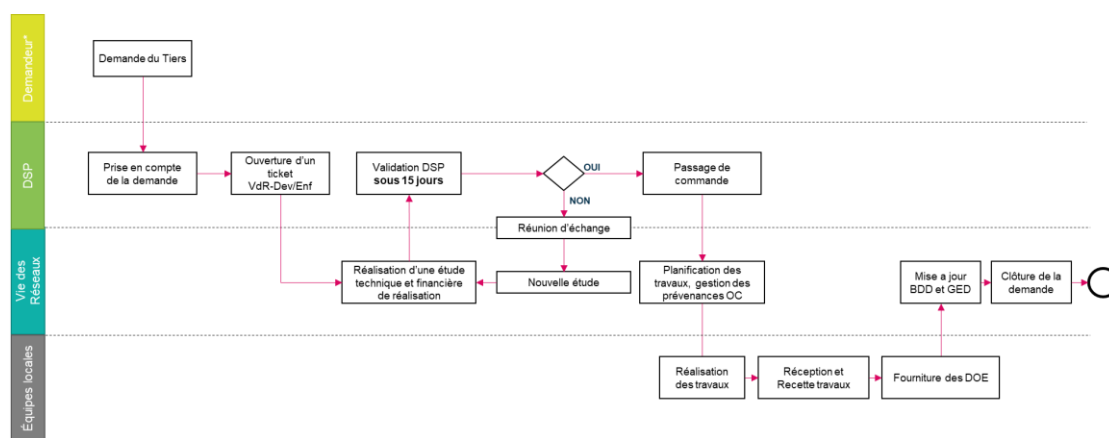 Demandeur*
Demande du Tiers
DSP
Prise en compte
de la demande
Ouverture d'un
ticket
VdR-Dev/Enf
Validation DSP
sous 15 jours
OUI
NON
Passage de
commande
Réunion d'échange
Vie des
Réseaux
Réalisation d'une étude
technique et financière
de réalisation
Nouvelle étude
Planification des
travaux, gestion des
prévenances OC
Mise a jour
BDD et GED
Clôture de la
demande
Équipes locales
Réalisation
des travaux
Réception et
Recette travaux
Fourniture des DOE